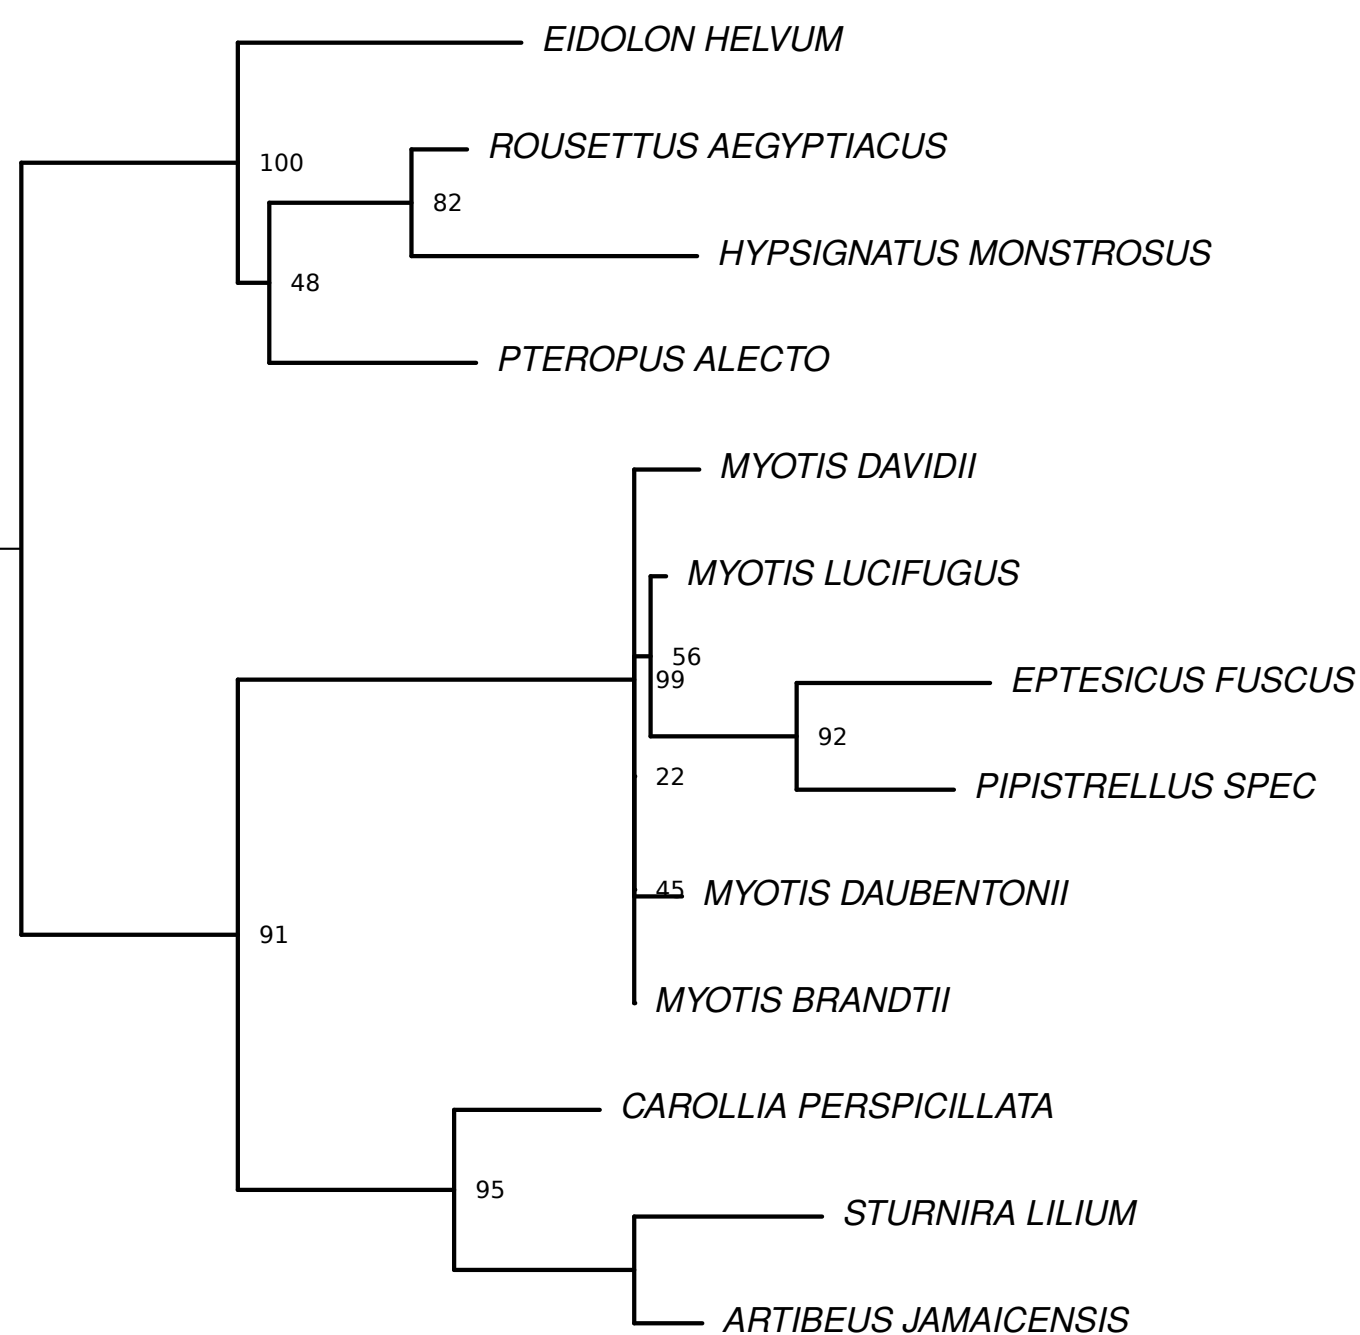 EIDOLON HELVUM
ROUSETTUS AEGYPTIACUS
100
82
HYPSIGNATUS MONSTROSUS
48
PTEROPUS ALECTO
MYOTIS DAVIDII
MYOTIS LUCIFUGUS
56
99
EPTESICUS FUSCUS
92
22
PIPISTRELLUS SPEC
45
MYOTIS DAUBENTONII
91
MYOTIS BRANDTII
CAROLLIA PERSPICILLATA
95
STURNIRA LILIUM
ARTIBEUS JAMAICENSIS